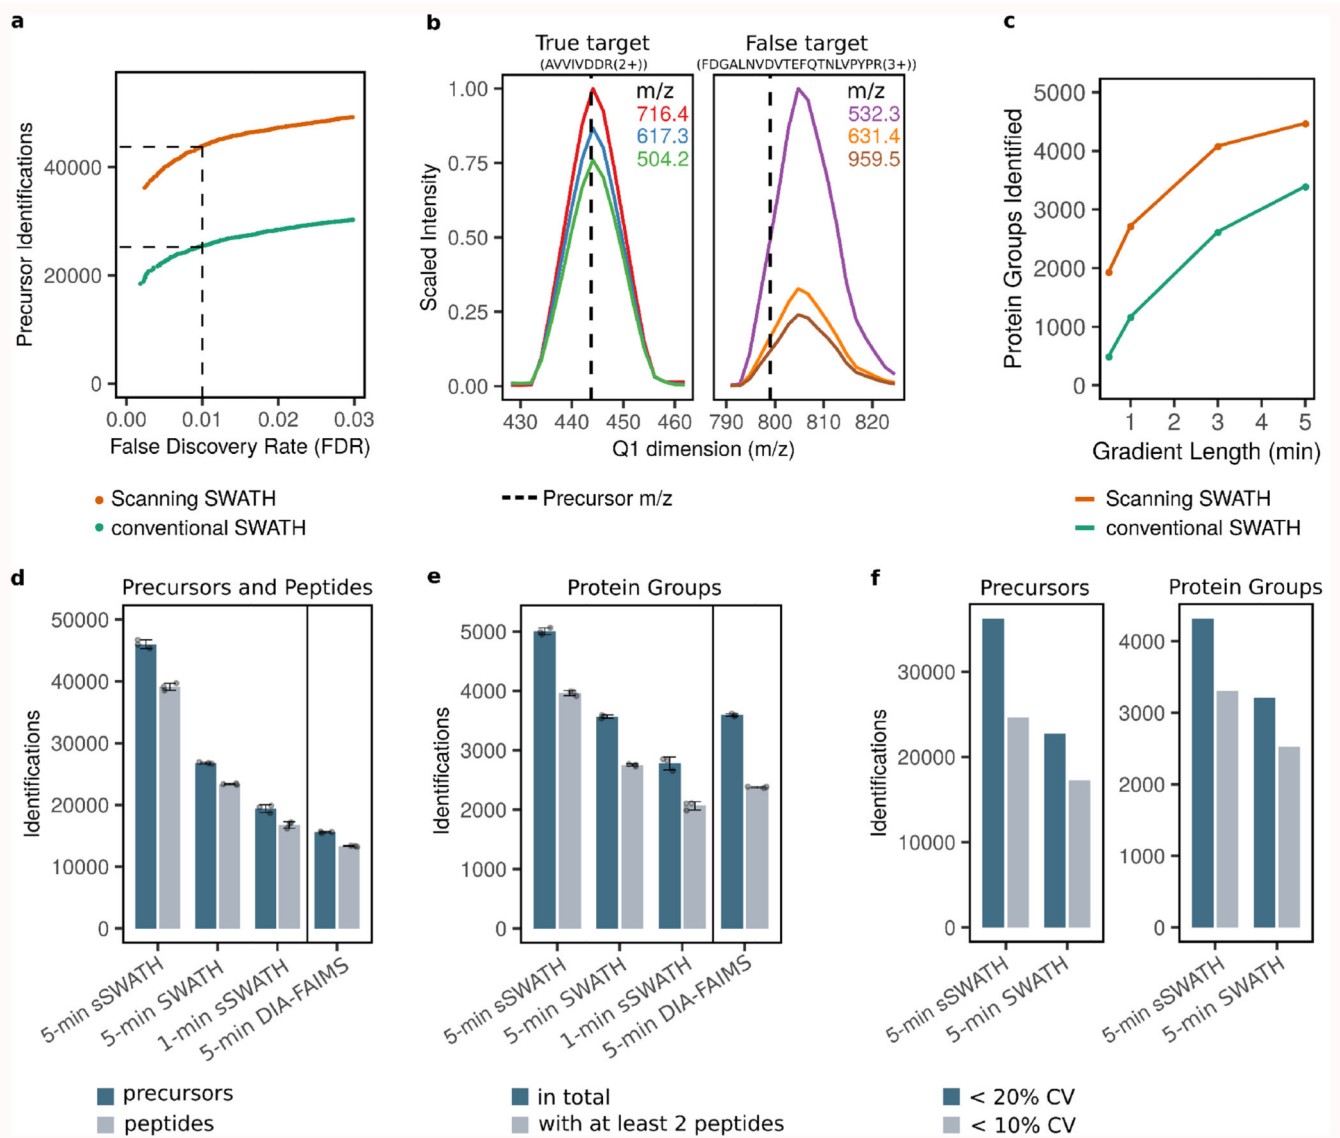 a
Precursor Identifications
40000
20000
0
0.00 0.01 0.02 0.03
False Discovery Rate (FDR)
Scanning SWATH
conventional SWATH
b
True target
(AVVIVDDR(2+))
False target
(FDGALNVDVTEFQTNLVPYPR(3+))
Scaled Intensity
1.00
0.75
0.50
0.25
0.00
m/z
716.4
617.3
504.2
m/z
532.3
631.4
959.5
430 440 450 460
790 800 810 820
Q1 dimension (m/z)
Precursor m/z
c
Protein Groups Identified
5000
4000
3000
2000
1000
0
1 2 3 4 5
Gradient Length (min)
Scanning SWATH
conventional SWATH
d
Precursors and Peptides
Identifications
50000
40000
30000
20000
10000
0
5-min sSWATH
5-min SWATH
1-min sSWATH
5-min DIA-FAIMS
precursors
peptides
e
Protein Groups
Identifications
5000
4000
3000
2000
1000
0
5-min sSWATH
5-min SWATH
1-min sSWATH
5-min DIA-FAIMS
in total
with at least 2 peptides
f
Precursors
Identifications
30000
20000
10000
0
5-min sSWATH
5-min SWATH
Protein Groups
4000
3000
2000
1000
0
5-min sSWATH
5-min SWATH
< 20% CV
< 10% CV